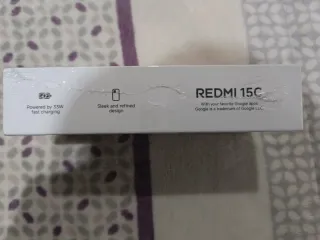 Powered by 33W
fast charging
Sleek and refined
design
REDMI 15C
With your favorite Google apps
Google is a trademark of Google LLC.